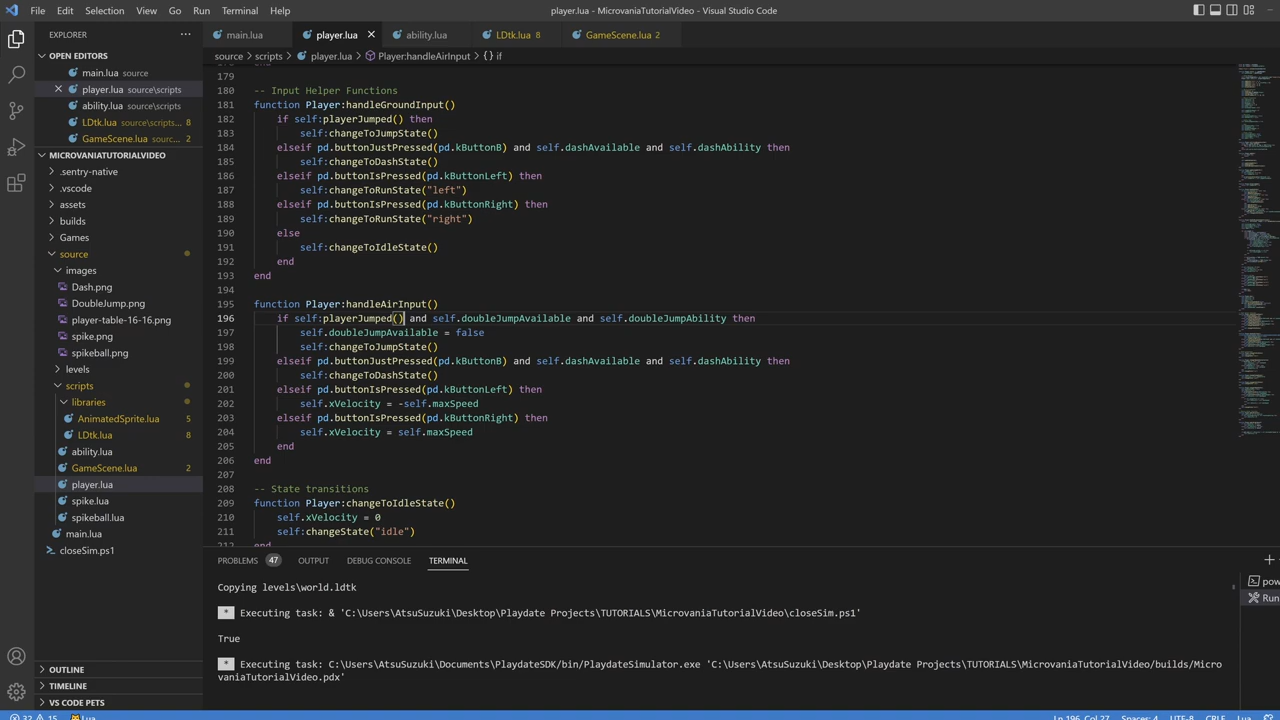 File Edit Selection View Go Run Terminal Help
player.lua - MicrovaniaTutorialVideo - Visual Studio Code
EXPLORER
OPEN EDITORS
main.lua source
player.lua source\scripts
ability.lua source\scripts
LDtk.lua source\scripts... 8
GameScene.lua sourc... 2
MICROVANIATUTORIALVIDEO
.sentry-native
.vscode
assets
builds
Games
source
images
Dash.png
DoubleJump.png
player-table-16-16.png
spike.png
spikeball.png
levels
scripts
libraries
AnimatedSprite.lua 5
LDtk.lua 8
ability.lua
GameScene.lua 2
player.lua
spike.lua
spikeball.lua
main.lua
closeSim.ps1
OUTLINE
TIMELINE
VS CODE PETS
main.lua player.lua ability.lua LDtk.lua 8 GameScene.lua 2
source > scripts > player.lua > Player:handleAirInput > {} if
179
180 -- Input Helper Functions
181 function Player:handleGroundInput()
182 if self:playerJumped() then
183 self:changeToJumpState()
184 elseif pd.buttonJustPressed(pd.kButtonB) and self.dashAvailable and self.dashAbility then
185 self:changeToDashState()
186 elseif pd.buttonIsPressed(pd.kButtonLeft) then
187 self:changeToRunState("left")
188 elseif pd.buttonIsPressed(pd.kButtonRight) then
189 self:changeToRunState("right")
190 else
191 self:changeToIdleState()
192 end
193 end
194
195 function Player:handleAirInput()
196 if self:playerJumped() and self.doubleJumpAvailable and self.doubleJumpAbility then
197 self.doubleJumpAvailable = false
198 self:changeToJumpState()
199 elseif pd.buttonJustPressed(pd.kButtonB) and self.dashAvailable and self.dashAbility then
200 self:changeToDashState()
201 elseif pd.buttonIsPressed(pd.kButtonLeft) then
202 self.xVelocity = -self.maxSpeed
203 elseif pd.buttonIsPressed(pd.kButtonRight) then
204 self.xVelocity = self.maxSpeed
205 end
206 end
207
208 -- State transitions
209 function Player:changeToIdleState()
210 self.xVelocity = 0
211 self:changeState("idle")
212 end
PROBLEMS 47 OUTPUT DEBUG CONSOLE TERMINAL
Copying levels\world.ldtk
* Executing task: & 'C:\Users\AtsuSuzuki\Desktop\Playdate Projects\TUTORIALS\MicrovaniaTutorialVideo\closeSim.ps1'
True
* Executing task: C:\Users\AtsuSuzuki\Documents\PlaydateSDK/bin/PlaydateSimulator.exe 'C:\Users\AtsuSuzuki\Desktop\Playdate Projects\TUTORIALS\MicrovaniaTutorialVideo/builds/Micro
vaniaTutorialVideo.pdx'
pow
Run
32 15 Lua Ln 196, Col 27 Spaces: 4 UTF-8 CRLF Lua